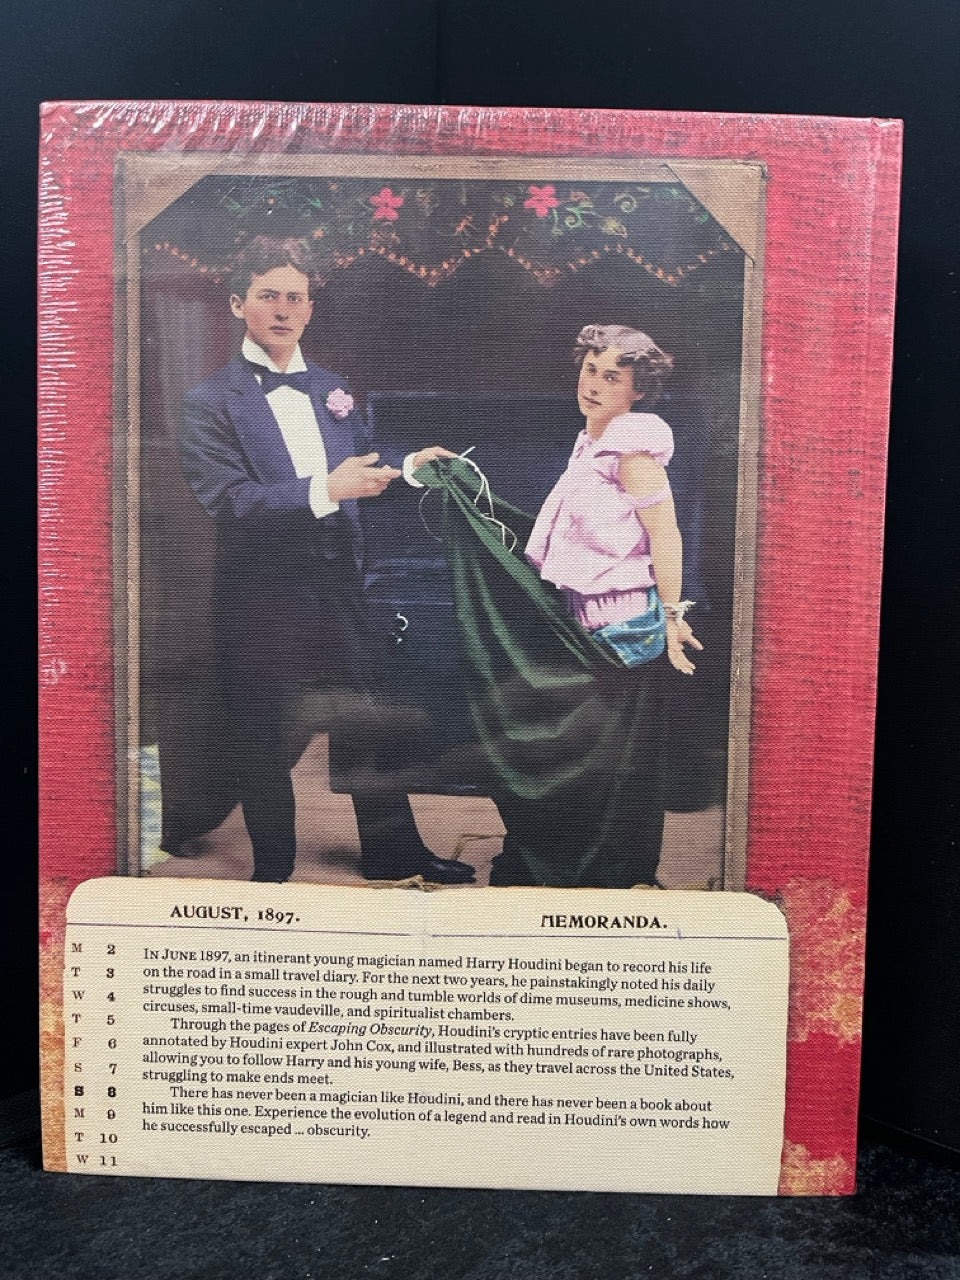 AUGUST, 1897.
MEMORANDA.
M 2
T 3
W 4
T 5
F 6
S 7
S 8
M 9
T 10
W 11
IN JUNE 1897, an itinerant young magician named Harry Houdini began to record his life
on the road in a small travel diary. For the next two years, he painstakingly noted his daily
struggles to find success in the rough and tumble worlds of dime museums, medicine shows,
circuses, small-time vaudeville, and spiritualist chambers.
Through the pages of Escaping Obscurity, Houdini's cryptic entries have been fully
annotated by Houdini expert John Cox, and illustrated with hundreds of rare photographs,
allowing you to follow Harry and his young wife, Bess, as they travel across the United States,
struggling to make ends meet.
There has never been a magician like Houdini, and there has never been a book about
him like this one. Experience the evolution of a legend and read in Houdini's own words how
he successfully escaped ... obscurity.